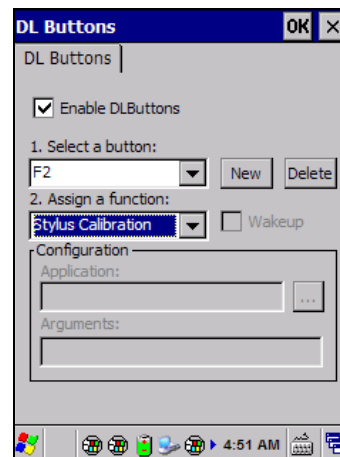 DL Buttons OK ×
DL Buttons
Enable DLButtons
1. Select a button:
F2 New Delete
2. Assign a function:
Stylus Calibration Wakeup
Configuration
Application:
...
Arguments:
4:51 AM